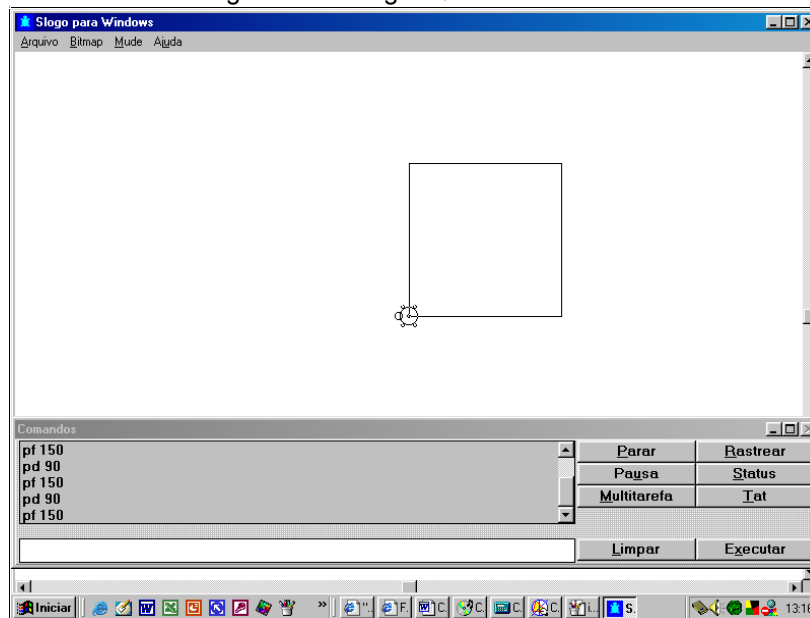 Slogo para Windows
Arquivo Bitmap Mude Ajuda
Comandos
pf 150
pd 90
pf 150
pd 90
pf 150
Parar Rastrear
Pausa Status
Multitarefa Tat
Limpar Executar
Iniciar » "... F. C. C. C. C. i... S. 13:16